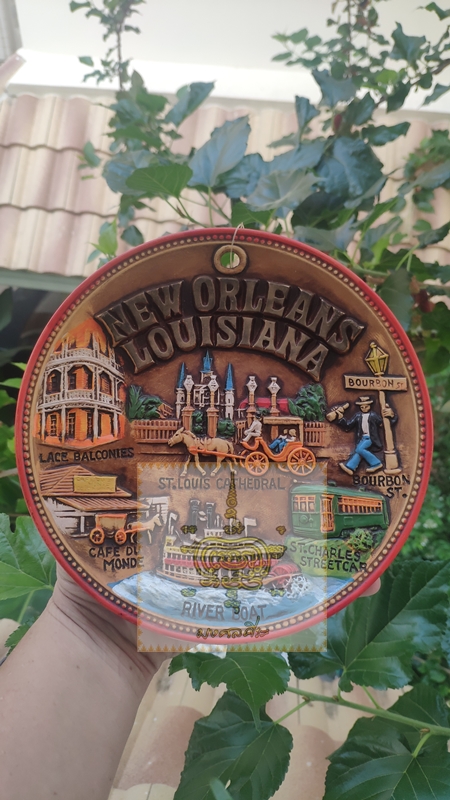 NEW ORLEANS
LOUISIANA
BOURBON ST
LACE BALCONIES
ST. LOUIS CATHEDRAL
BOURBON
ST.
CAFE DU
MONDE
ST. CHARLES
STREETCAR
RIVER BOAT